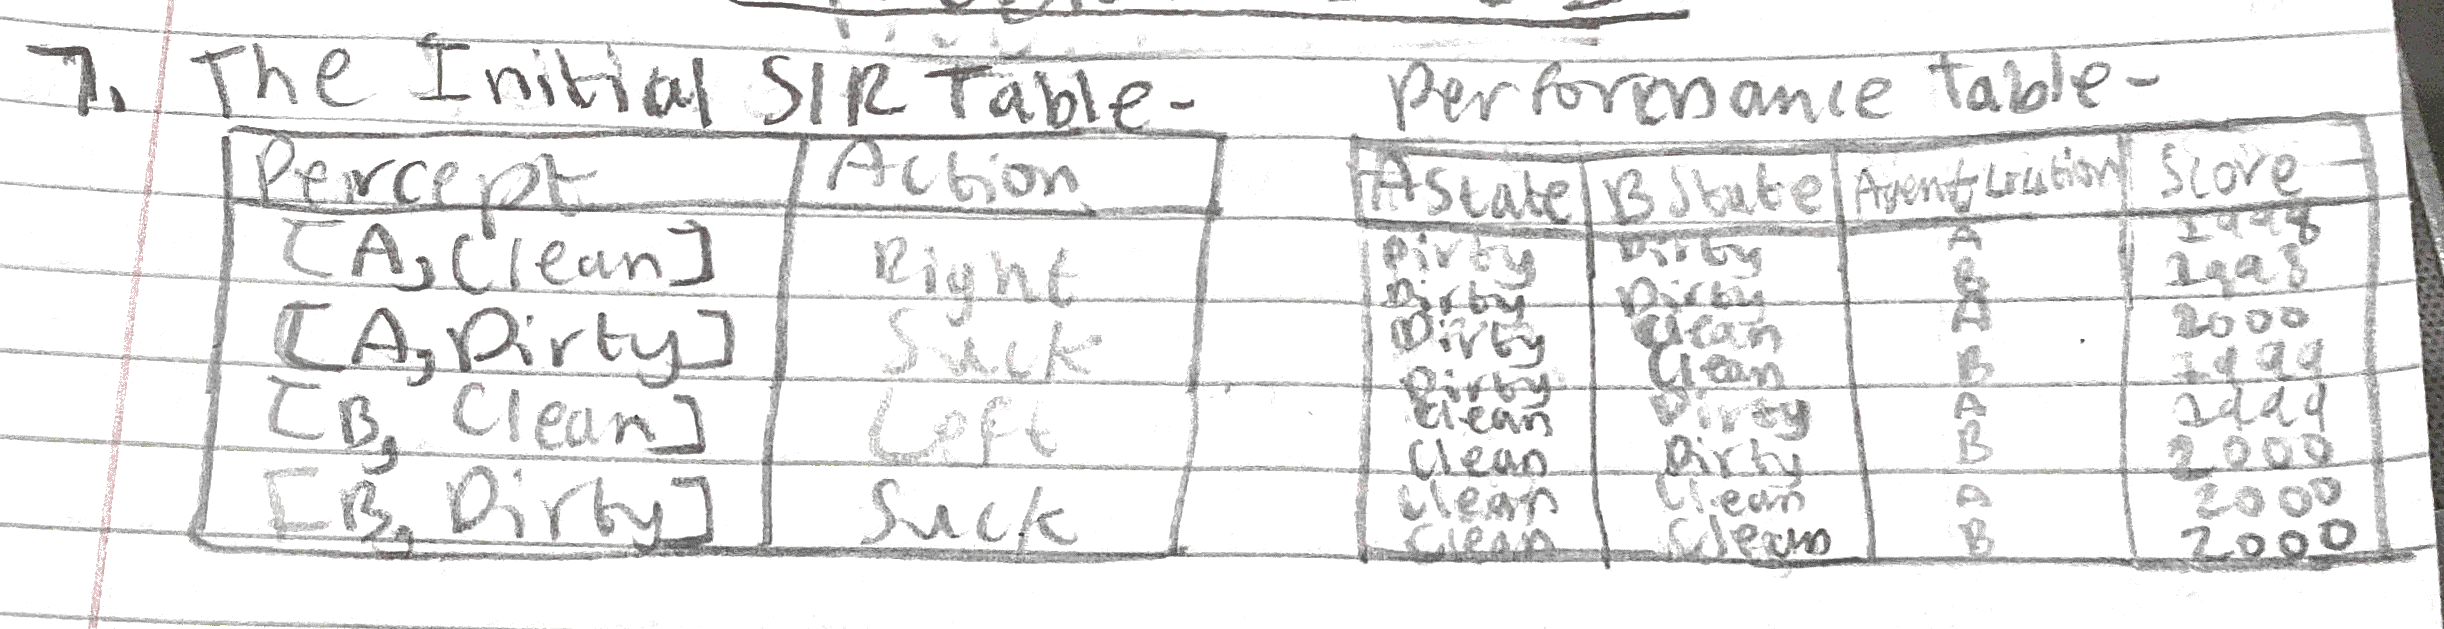 7. The Initial SIR Table-
Percept Action
[A, Clean] Right
[A, Dirty] Suck
[B, Clean] Left
[B, Dirty] Suck
Performance Table-
A State B State Agent Location Score
Dirty Dirty A 1998
Dirty Dirty B 1998
Dirty Clean A 2000
Dirty Clean B 1999
Clean Dirty A 1999
Clean Dirty B 2000
Clean Clean A 2000
Clean Clean B 2000